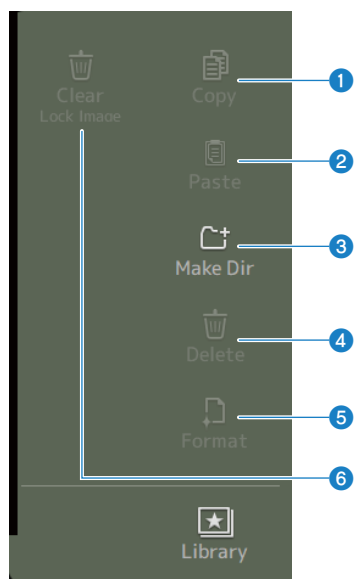 Clear
Lock Image
Copy
1
Paste
2
Make Dir
3
Delete
4
Format
5
6
Library